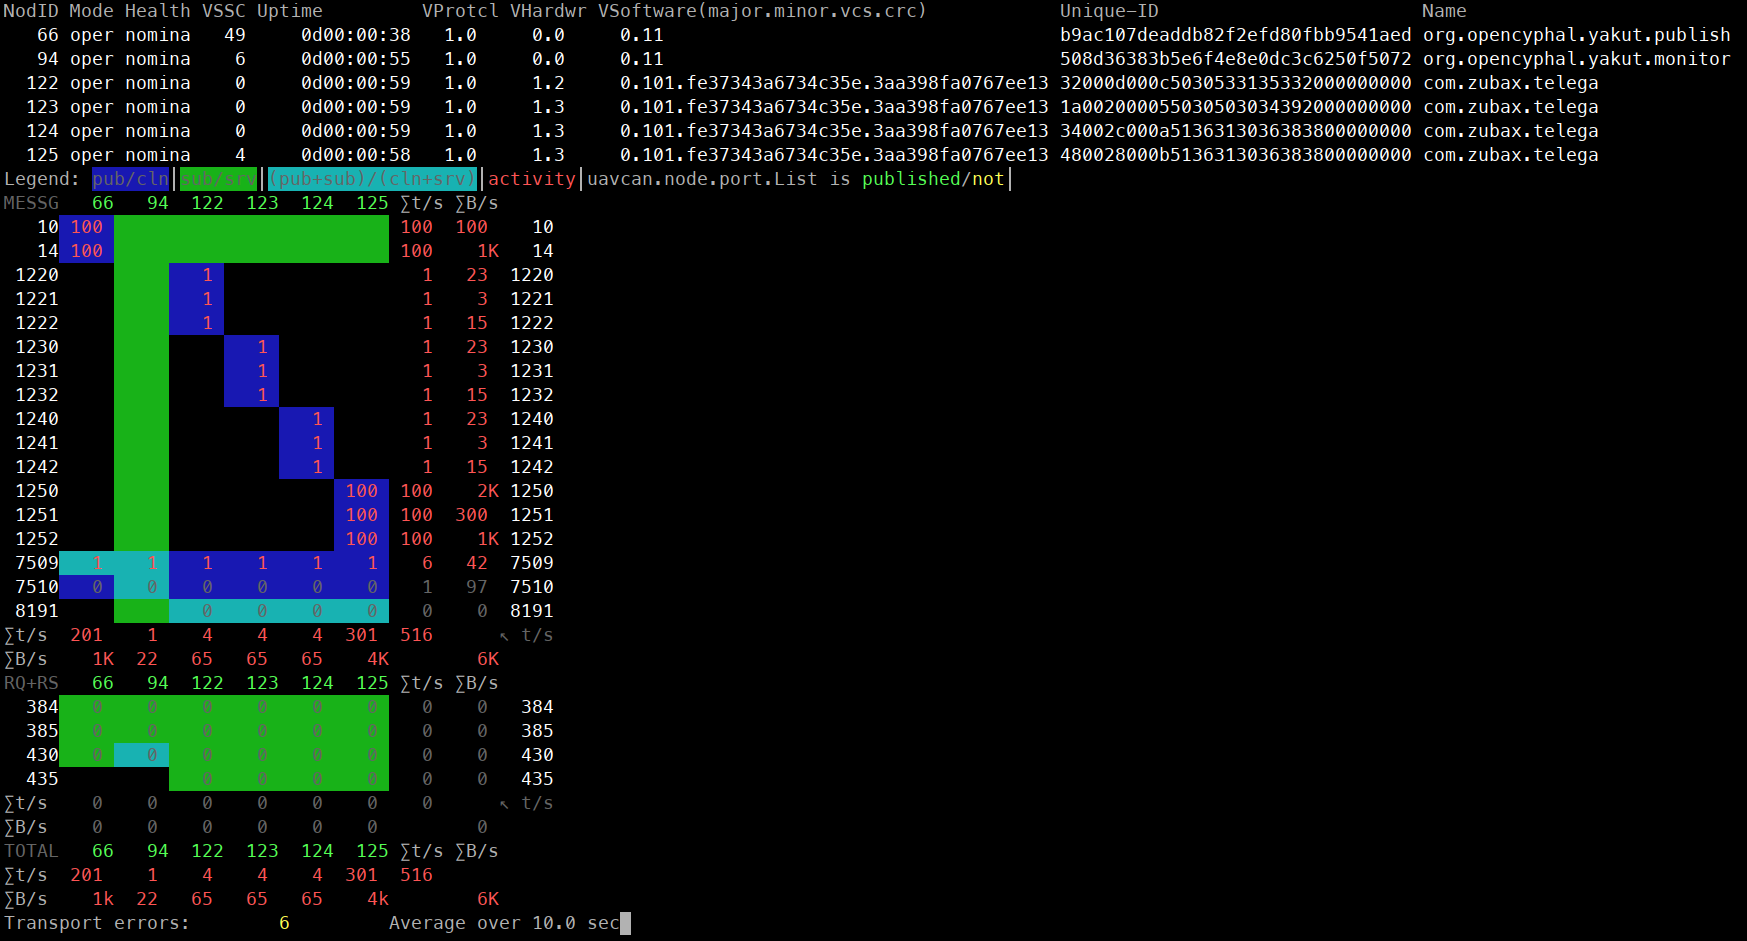 NodID Mode Health VSSC Uptime VProtcl VHardwr VSoftware(major.minor.vcs.crc) Unique-ID Name
66 oper nomina 49 0d00:00:38 1.0 0.0 0.11 b9ac107deaddb82f2efd80fbb9541aed org.opencyphal.yakut.publish
94 oper nomina 6 0d00:00:55 1.0 0.0 0.11 508d36383b5e6f4e8e0dc3c6250f5072 org.opencyphal.yakut.monitor
122 oper nomina 0 0d00:00:59 1.0 1.2 0.101.fe37343a6734c35e.3aa398fa0767ee13 32000d000c5030533135332000000000 com.zubax.telega
123 oper nomina 0 0d00:00:59 1.0 1.3 0.101.fe37343a6734c35e.3aa398fa0767ee13 1a002000055030503034392000000000 com.zubax.telega
124 oper nomina 0 0d00:00:59 1.0 1.3 0.101.fe37343a6734c35e.3aa398fa0767ee13 34002c000a5136313036383800000000 com.zubax.telega
125 oper nomina 4 0d00:00:58 1.0 1.3 0.101.fe37343a6734c35e.3aa398fa0767ee13 480028000b5136313036383800000000 com.zubax.telega
Legend: pub/cln|sub/srv|(pub+sub)/(cln+srv)|activity|uavcan.node.port.List is published/not|
MESSG 66 94 122 123 124 125 ∑t/s ∑B/s
10 100 100 100 10
14 100 100 1K 14
1220 1 1 23 1220
1221 1 1 3 1221
1222 1 1 15 1222
1230 1 1 23 1230
1231 1 1 3 1231
1232 1 1 15 1232
1240 1 1 23 1240
1241 1 1 3 1241
1242 1 1 15 1242
1250 100 100 2K 1250
1251 100 100 300 1251
1252 100 100 1K 1252
7509 1 1 1 1 1 1 6 42 7509
7510 0 0 0 0 0 0 1 97 7510
8191 0 0 0 0 0 0 8191
∑t/s 201 1 4 4 4 301 516 ↖ t/s
∑B/s 1K 22 65 65 65 4K 6K
RQ+RS 66 94 122 123 124 125 ∑t/s ∑B/s
384 0 0 0 0 0 0 0 0 384
385 0 0 0 0 0 0 0 0 385
430 0 0 0 0 0 0 0 0 430
435 0 0 0 0 0 0 435
∑t/s 0 0 0 0 0 0 0 ↖ t/s
∑B/s 0 0 0 0 0 0 0
TOTAL 66 94 122 123 124 125 ∑t/s ∑B/s
∑t/s 201 1 4 4 4 301 516
∑B/s 1k 22 65 65 65 4k 6K
Transport errors: 6 Average over 10.0 sec